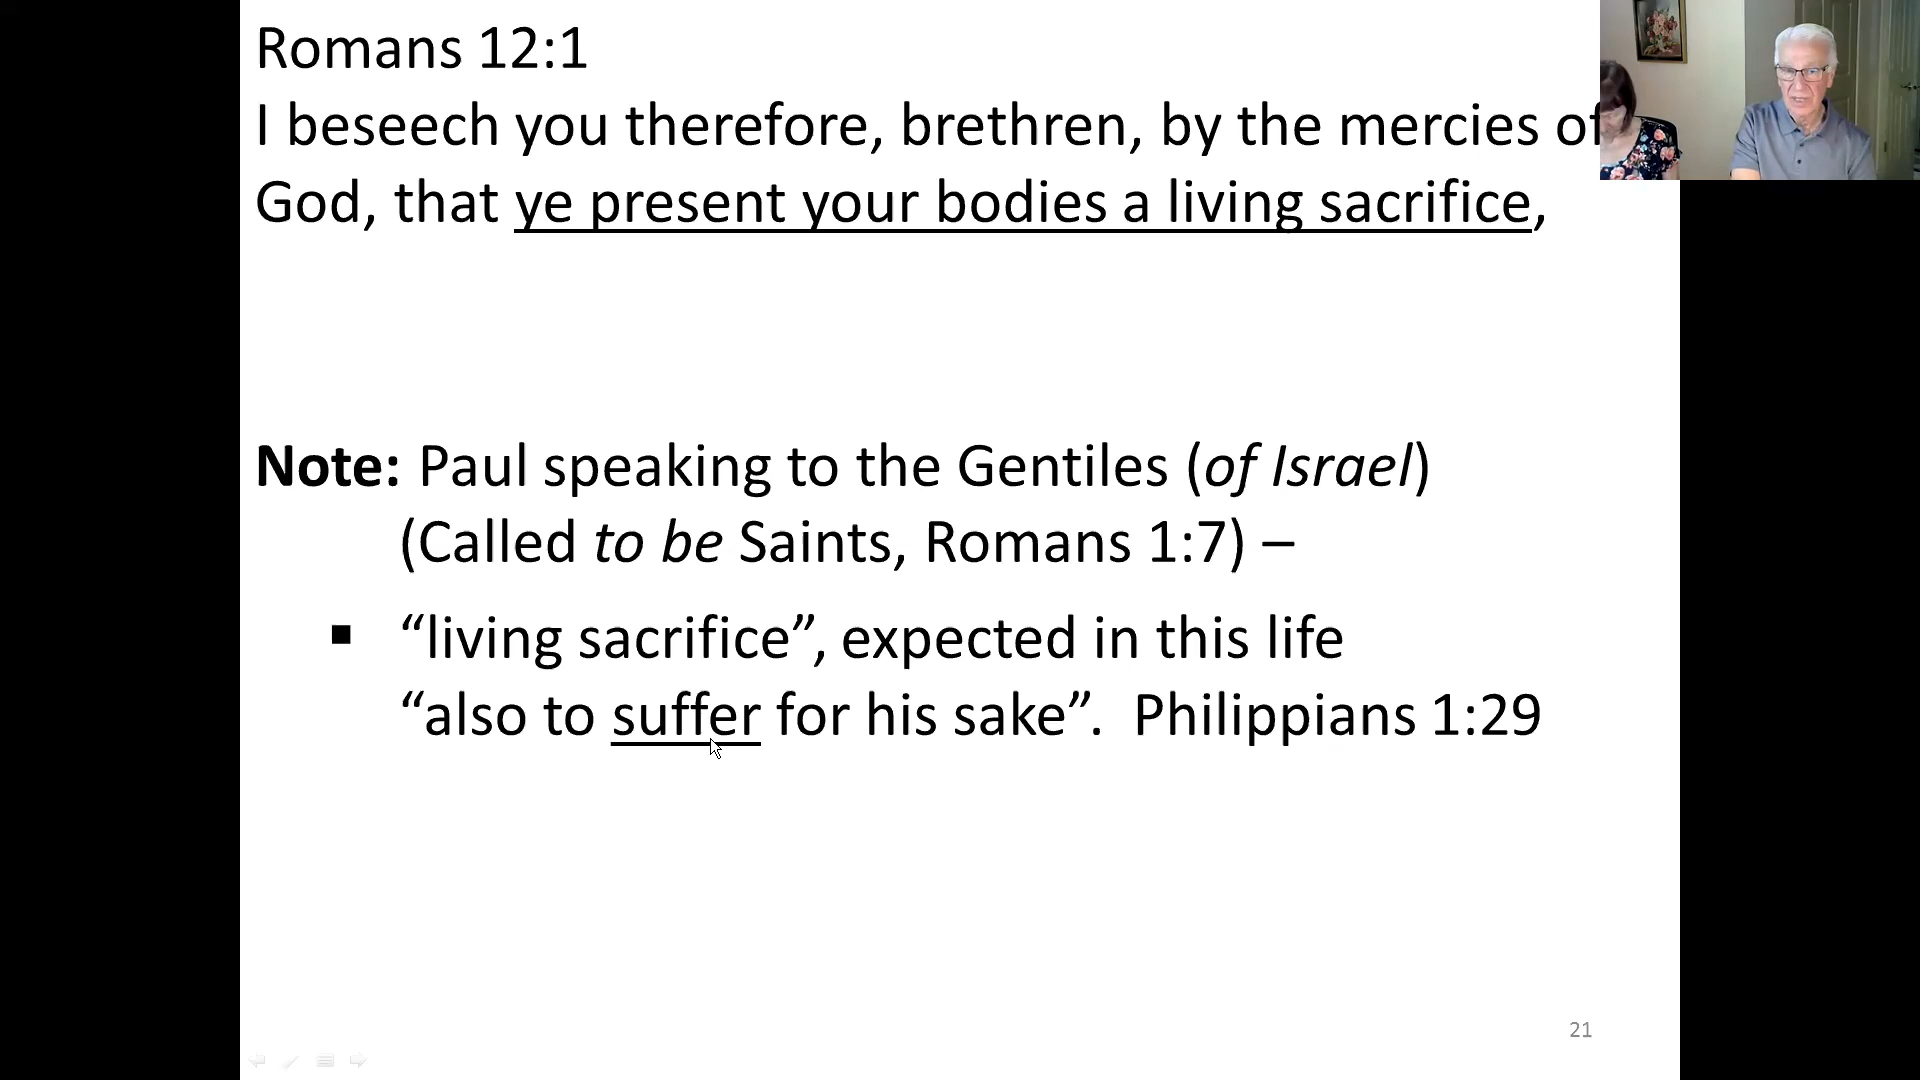 Romans 12:1
I beseech you therefore, brethren, by the mercies of
God, that ye present your bodies a living sacrifice,
Note: Paul speaking to the Gentiles (of Israel)
(Called to be Saints, Romans 1:7) –
▪ “living sacrifice”, expected in this life
“also to suffer for his sake”. Philippians 1:29
21